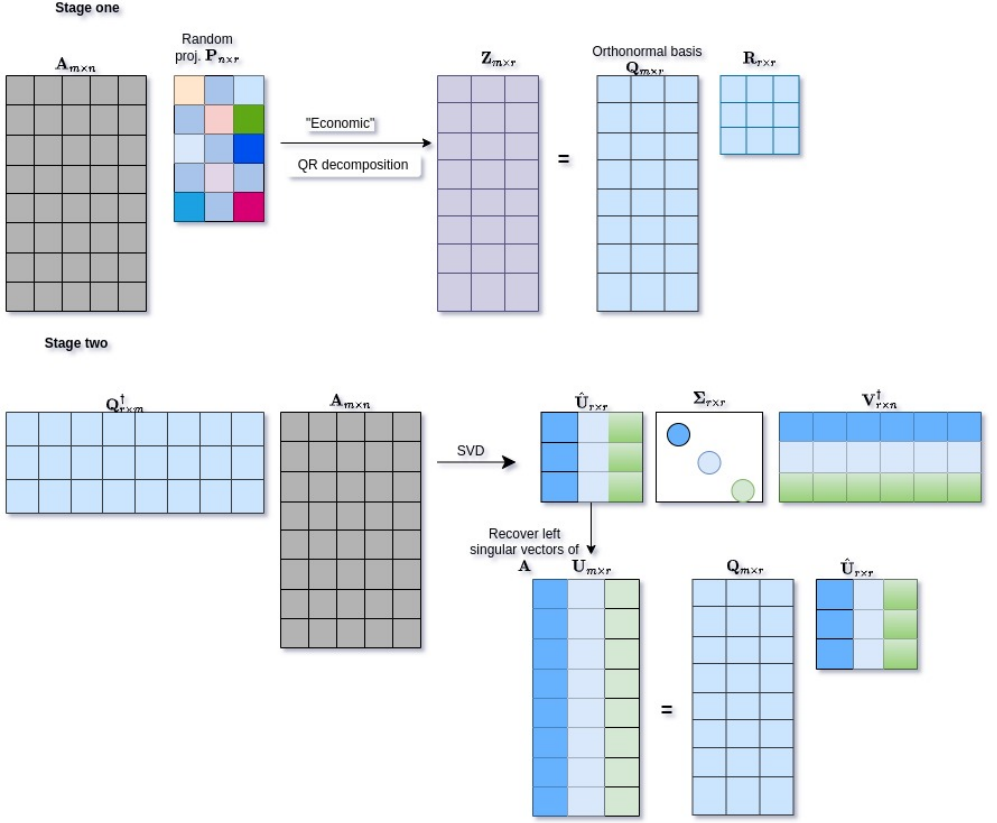 Stage one
A_{m×n}
Random
proj. P_{n×r}
"Economic"
QR decomposition
Z_{m×r}
=
Orthonormal basis
Q_{m×r}
R_{r×r}
Stage two
Q^†_{r×m}
A_{m×n}
SVD
Û_{r×r}
Σ_{r×r}
V^†_{r×n}
Recover left
singular vectors of
A
U_{m×r}
=
Q_{m×r}
Û_{r×r}